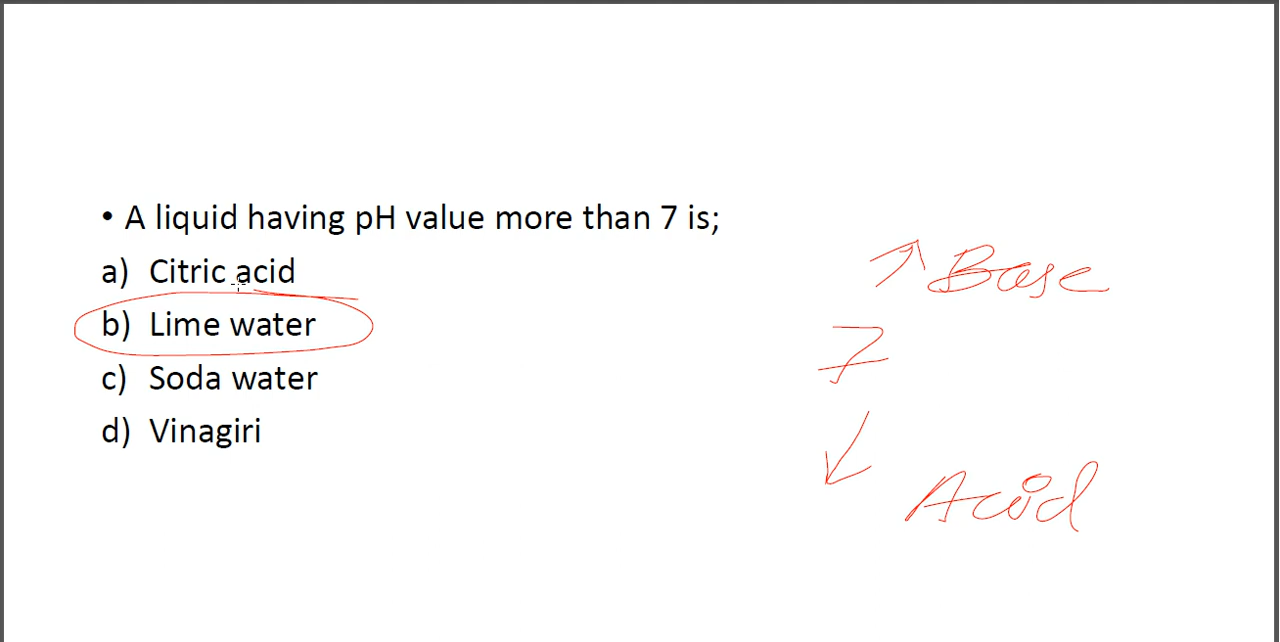 • A liquid having pH value more than 7 is;
a) Citric acid
b) Lime water
c) Soda water
d) Vinagiri
Base
7
Acid